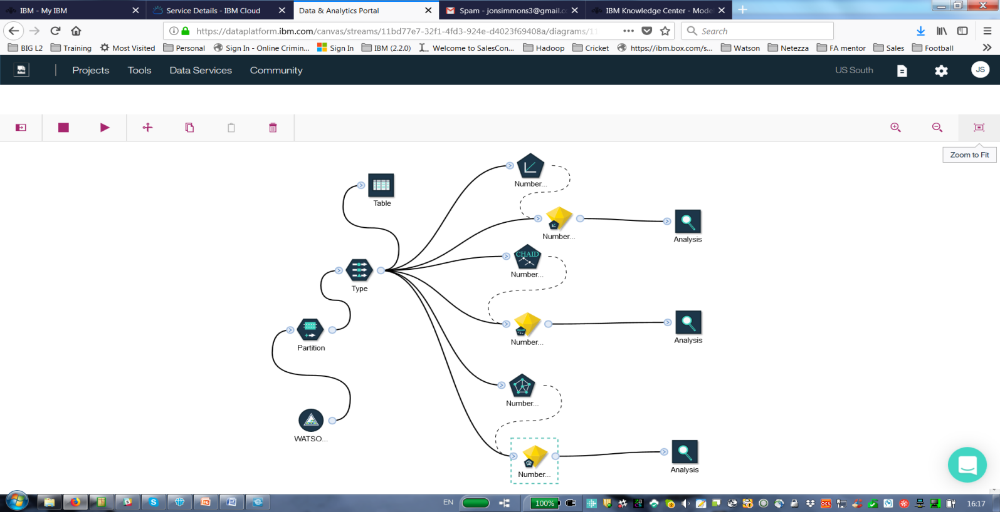 IBM - My IBM
Service Details - IBM Cloud
Data & Analytics Portal
Spam - jonsimmons3@gmail.c
IBM Knowledge Center - Mode
https://dataplatform.ibm.com/canvas/streams/11bd77e7-32f1-4fd3-924e-d4023f69408a/diagrams/11
Search
BIG L2 Training Most Visited Personal Sign In - Online Crimin... Sign In IBM (2.2.0) Welcome to SalesCon... Hadoop Cricket https://ibm.box.com/s... Watson Netezza FA mentor Sales Football
Projects Tools Data Services Community US South JS
Zoom to Fit
Number...
Table
Number...
Analysis
CHAID
Number...
Type
Number...
Analysis
Partition
Number...
WATSO...
Number...
Analysis
EN 100% 16:17